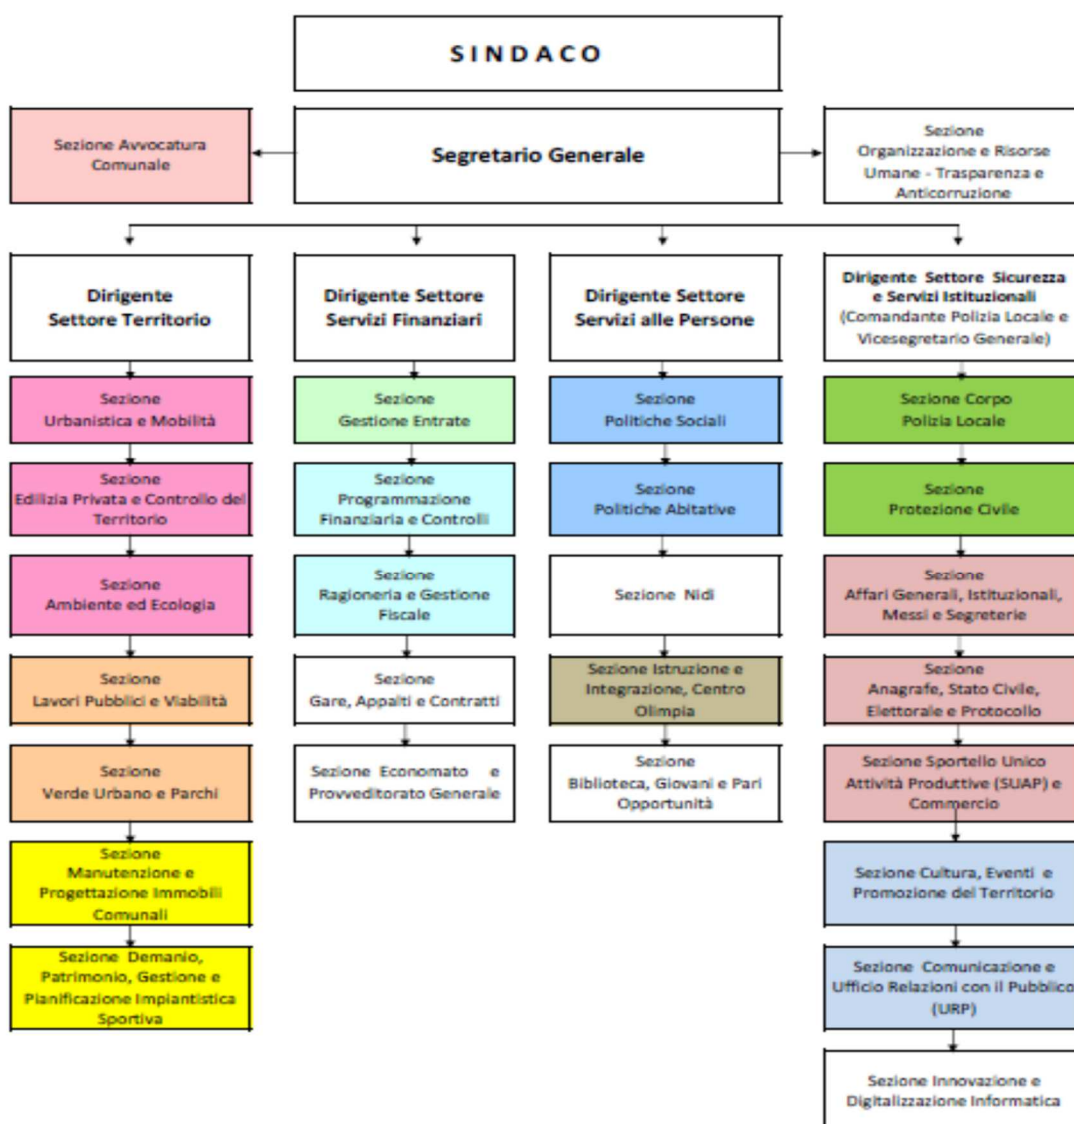 SINDACO
Sezione Avvocatura
Comunale
Segretario Generale
Sezione
Organizzazione e Risorse
Umane - Trasparenza e
Anticorruzione
Dirigente
Settore Territorio
Dirigente Settore
Servizi Finanziari
Dirigente Settore
Servizi alle Persone
Dirigente Settore Sicurezza
e Servizi Istituzionali
(Comandante Polizia Locale e
Vicesegretario Generale)
Sezione
Urbanistica e Mobilità
Sezione
Edilizia Privata e Controllo del
Territorio
Sezione
Ambiente ed Ecologia
Sezione
Lavori Pubblici e Viabilità
Sezione
Verde Urbano e Parchi
Sezione
Manutenzione e
Progettazione Immobili
Comunali
Sezione Demanio,
Patrimonio, Gestione e
Pianificazione Impiantistica
Sportiva
Sezione
Gestione Entrate
Sezione
Programmazione
Finanziaria e Controlli
Sezione
Ragioneria e Gestione
Fiscale
Sezione
Gare, Appalti e Contratti
Sezione Economato e
Provveditorato Generale
Sezione
Politiche Sociali
Sezione
Politiche Abitative
Sezione Nidi
Sezione Istruzione e
Integrazione, Centro
Olimpia
Sezione
Biblioteca, Giovani e Pari
Opportunità
Sezione Corpo
Polizia Locale
Sezione
Protezione Civile
Sezione
Affari Generali, Istituzionali,
Messi e Segreterie
Sezione
Anagrafe, Stato Civile,
Elettorale e Protocollo
Sezione Sportello Unico
Attività Produttive (SUAP) e
Commercio
Sezione Cultura, Eventi e
Promozione del Territorio
Sezione Comunicazione e
Ufficio Relazioni con il Pubblico
(URP)
Sezione Innovazione e
Digitalizzazione Informatica